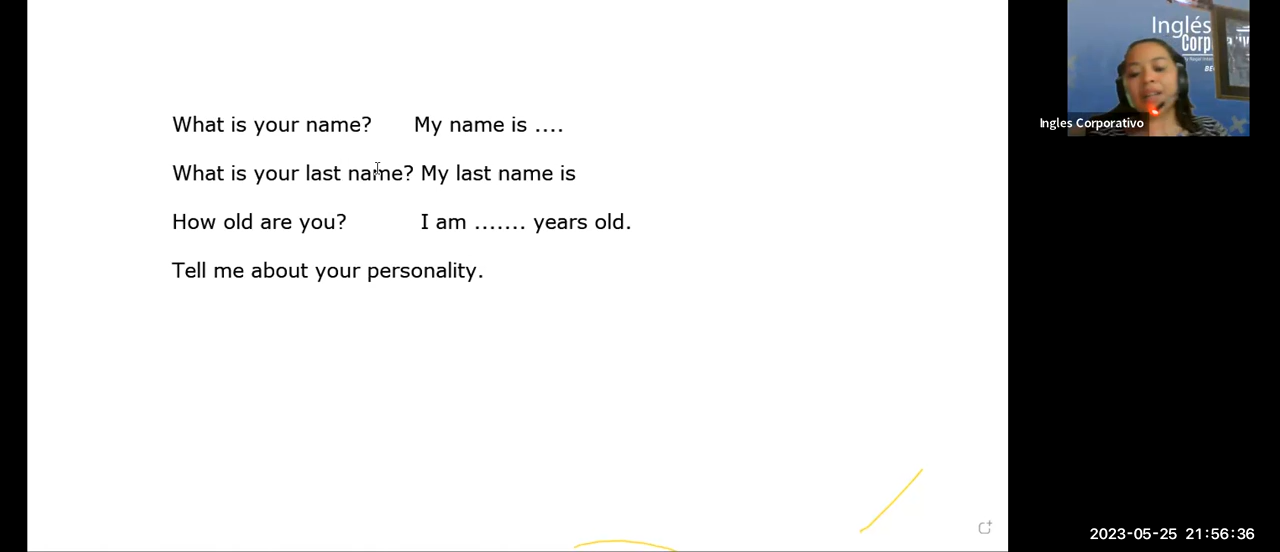 What is your name? My name is ....
What is your last name? My last name is
How old are you? I am ....... years old.
Tell me about your personality.
Inglés
Corp
BE
Ingles Corporativo
2023-05-25 21:56:36